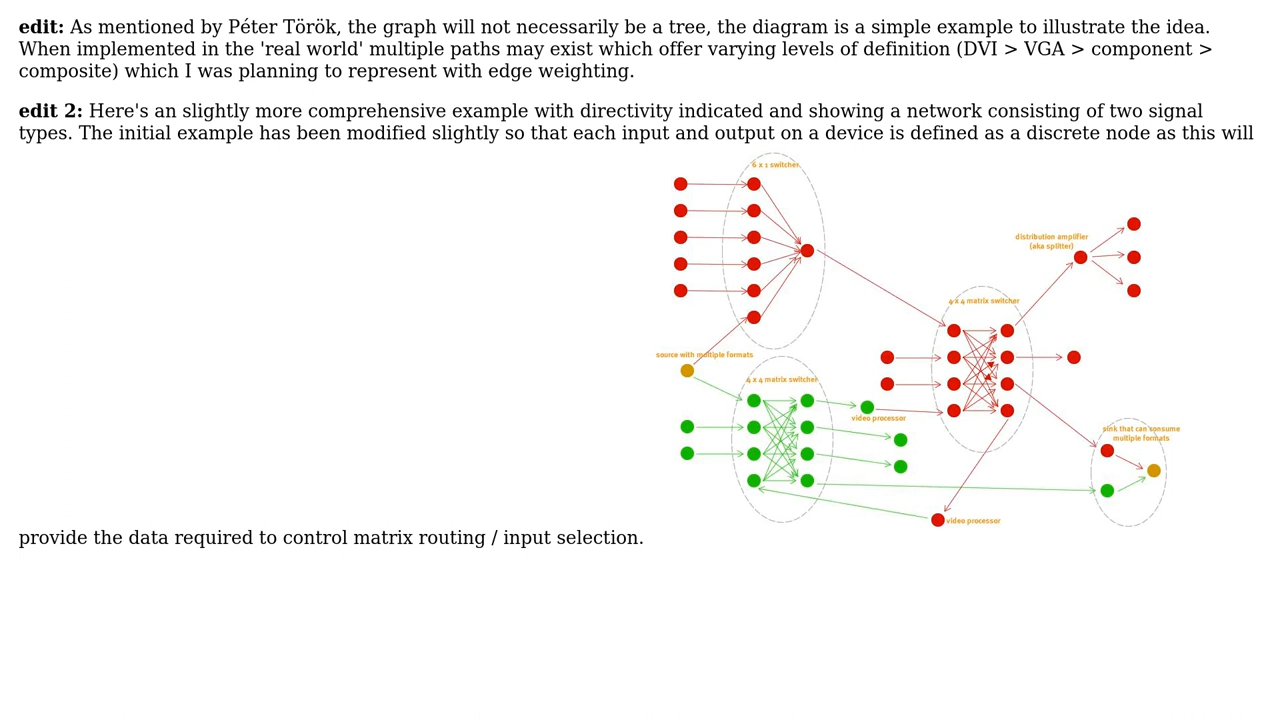 edit: As mentioned by Péter Török, the graph will not necessarily be a tree, the diagram is a simple example to illustrate the idea.
When implemented in the 'real world' multiple paths may exist which offer varying levels of definition (DVI > VGA > component >
composite) which I was planning to represent with edge weighting.
edit 2: Here's an slightly more comprehensive example with directivity indicated and showing a network consisting of two signal
types. The initial example has been modified slightly so that each input and output on a device is defined as a discrete node as this will
6 x 1 switcher
distribution amplifier
(aka splitter)
4 x 4 matrix switcher
source with multiple formats
4 x 4 matrix switcher
video processor
sink that can consume
multiple formats
video processor
provide the data required to control matrix routing / input selection.